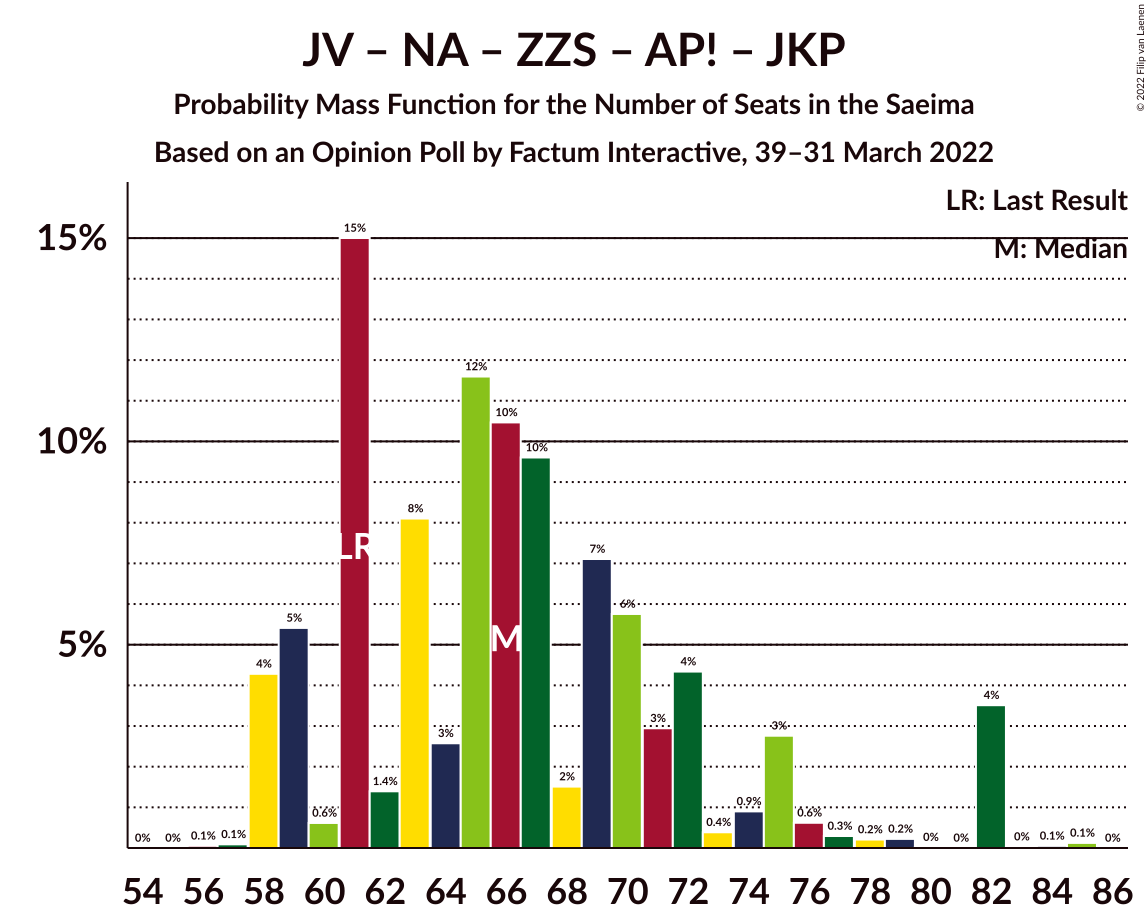 JV – NA – ZZS – AP! – JKP
Probability Mass Function for the Number of Seats in the Saeima
Based on an Opinion Poll by Factum Interactive, 39–31 March 2022
© 2022 Filip van Laenen
LR: Last Result
M: Median
15%
10%
5%
0% 0% 0.1% 0.1% 4% 5% 0.6% 15% 1.4% 8% 3% 12% 10% 10% 2% 7% 6% 3% 4% 0.4% 0.9% 3% 0.6% 0.3% 0.2% 0.2% 0% 0% 4% 0% 0.1% 0.1% 0%
LR
M
54 56 58 60 62 64 66 68 70 72 74 76 78 80 82 84 86